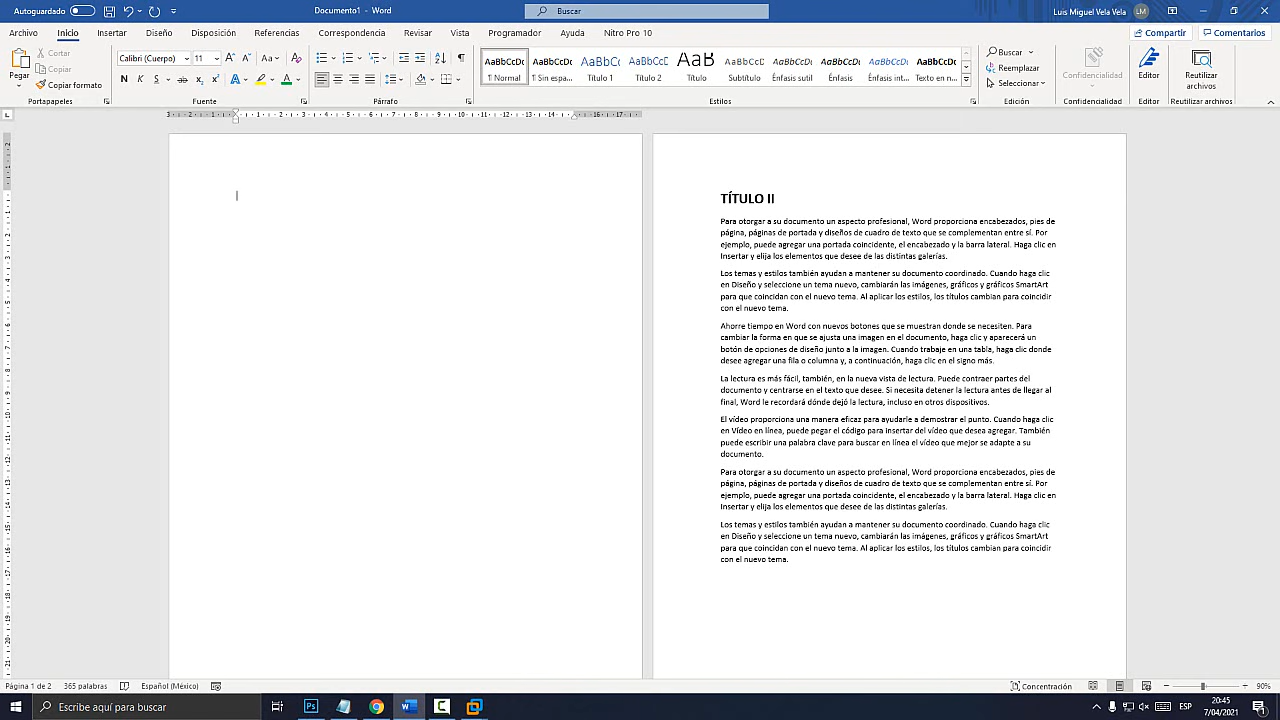 Autoguardado
Documento1 - Word
Buscar
Luis Miguel Vela Vela
LM
Archivo
Inicio
Insertar
Diseño
Disposición
Referencias
Correspondencia
Revisar
Vista
Programador
Ayuda
Nitro Pro 10
Compartir
Comentarios
Pegar
Cortar
Copiar
Copiar formato
Portapapeles
Calibri (Cuerpo)
11
Fuente
Párrafo
AaBbCcDc
¶ Normal
AaBbCcDc
¶ Sin espa...
AaBbCc
Título 1
AaBbCcC
Título 2
AaB
Título
AaBbCcD
Subtítulo
AaBbCcDc
Énfasis sutil
AaBbCcDc
Énfasis
AaBbCcDc
Énfasis int...
AaBbCcDc
Texto en n...
Estilos
Buscar
Reemplazar
Seleccionar
Edición
Confidencialidad
Confidencialidad
Editor
Editor
Reutilizar
archivos
Reutilizar archivos
TÍTULO II
Para otorgar a su documento un aspecto profesional, Word proporciona encabezados, pies de
página, páginas de portada y diseños de cuadro de texto que se complementan entre sí. Por
ejemplo, puede agregar una portada coincidente, el encabezado y la barra lateral. Haga clic en
Insertar y elija los elementos que desee de las distintas galerías.
Los temas y estilos también ayudan a mantener su documento coordinado. Cuando haga clic
en Diseño y seleccione un tema nuevo, cambiarán las imágenes, gráficos y gráficos SmartArt
para que coincidan con el nuevo tema. Al aplicar los estilos, los títulos cambian para coincidir
con el nuevo tema.
Ahorre tiempo en Word con nuevos botones que se muestran donde se necesiten. Para
cambiar la forma en que se ajusta una imagen en el documento, haga clic y aparecerá un
botón de opciones de diseño junto a la imagen. Cuando trabaje en una tabla, haga clic donde
desee agregar una fila o columna y, a continuación, haga clic en el signo más.
La lectura es más fácil, también, en la nueva vista de lectura. Puede contraer partes del
documento y centrarse en el texto que desee. Si necesita detener la lectura antes de llegar al
final, Word le recordará dónde dejó la lectura, incluso en otros dispositivos.
El vídeo proporciona una manera eficaz para ayudarle a demostrar el punto. Cuando haga clic
en Vídeo en línea, puede pegar el código para insertar del vídeo que desea agregar. También
puede escribir una palabra clave para buscar en línea el vídeo que mejor se adapte a su
documento.
Para otorgar a su documento un aspecto profesional, Word proporciona encabezados, pies de
página, páginas de portada y diseños de cuadro de texto que se complementan entre sí. Por
ejemplo, puede agregar una portada coincidente, el encabezado y la barra lateral. Haga clic en
Insertar y elija los elementos que desee de las distintas galerías.
Los temas y estilos también ayudan a mantener su documento coordinado. Cuando haga clic
en Diseño y seleccione un tema nuevo, cambiarán las imágenes, gráficos y gráficos SmartArt
para que coincidan con el nuevo tema. Al aplicar los estilos, los títulos cambian para coincidir
con el nuevo tema.
Página 1 de 2
365 palabras
Español (México)
Concentración
90%
Escribe aquí para buscar
ESP
20:45
7/04/2021